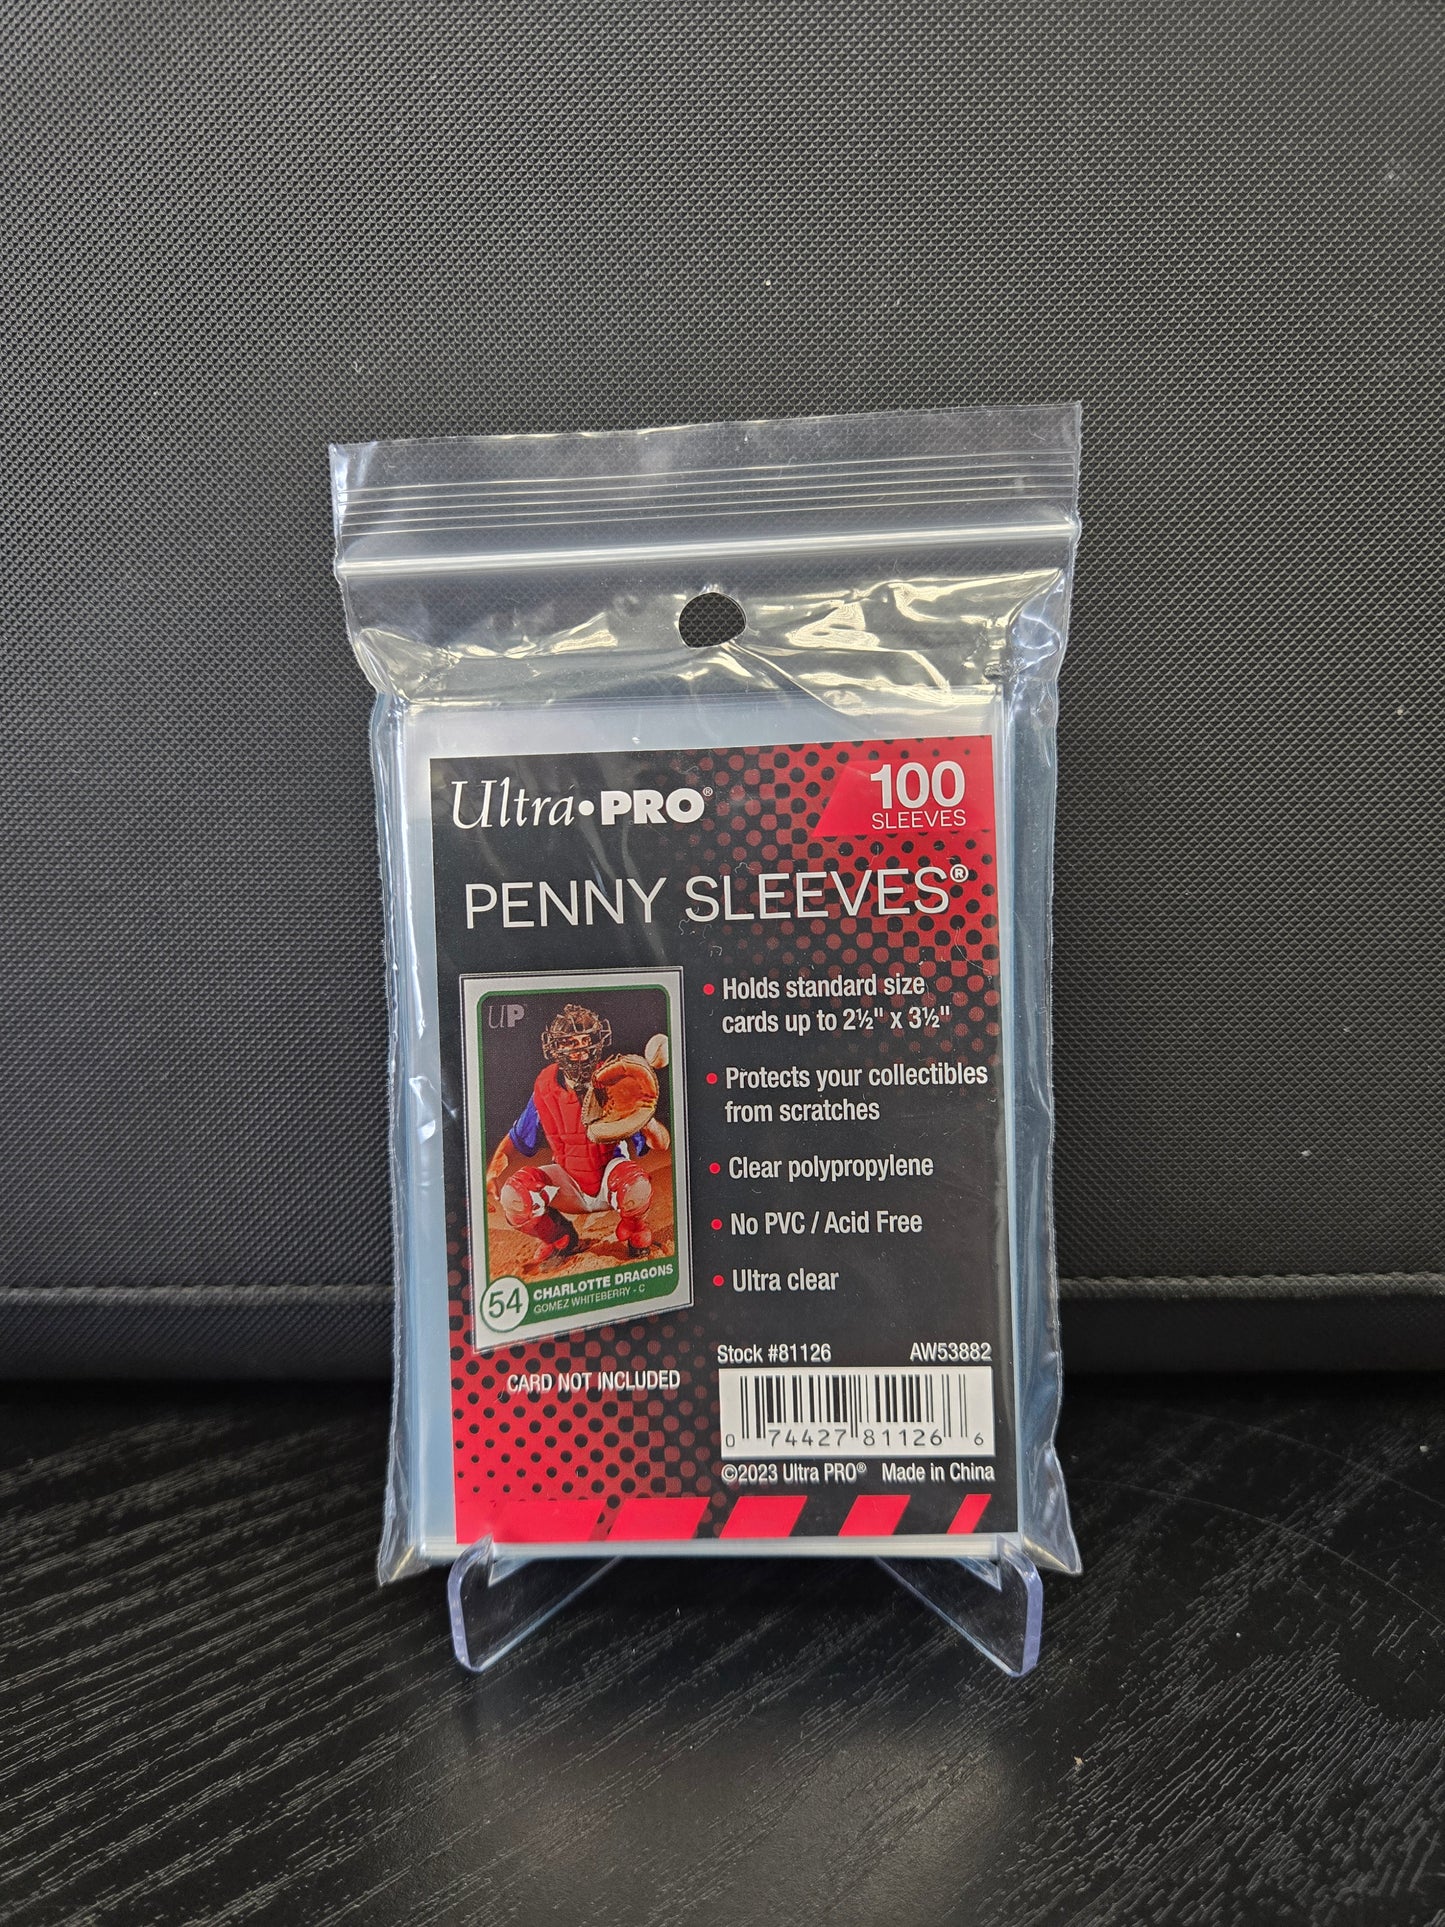 Ultra•PRO®
100
SLEEVES
PENNY SLEEVES®
• Holds standard size
cards up to 2½" x 3½"
• Protects your collectibles
from scratches
• Clear polypropylene
• No PVC / Acid Free
• Ultra clear
UP
54
CHARLOTTE DRAGONS
GOMEZ WHITEBERRY - C
CARD NOT INCLUDED
Stock #81126 AW53882
0 74427 81126 6
©2023 Ultra PRO® Made in China